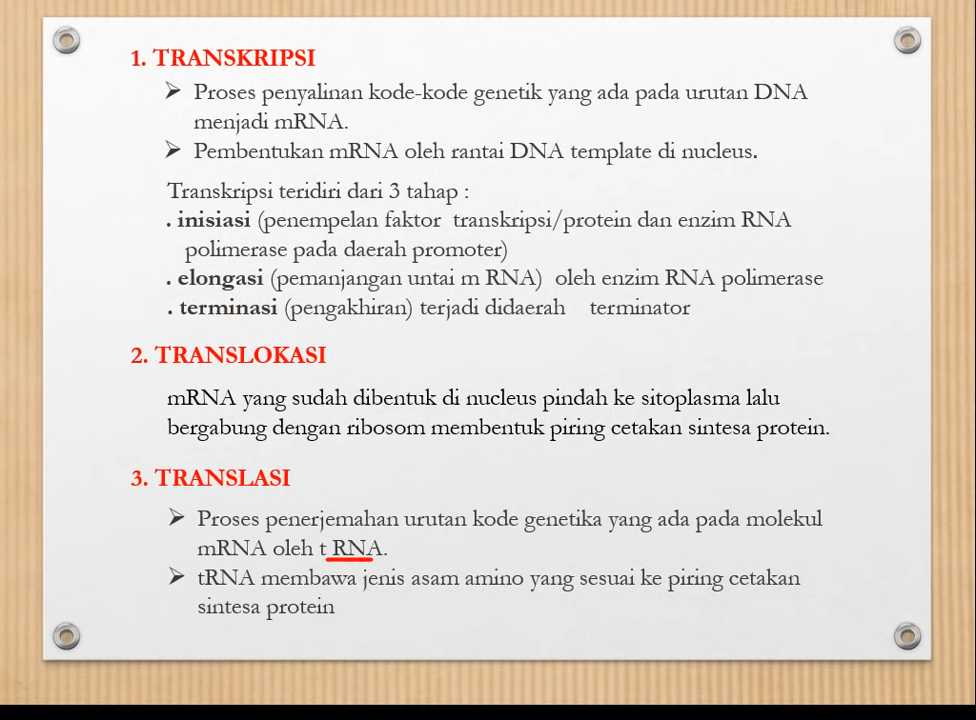 1. TRANSKRIPSI
➢ Proses penyalinan kode-kode genetik yang ada pada urutan DNA
menjadi mRNA.
➢ Pembentukan mRNA oleh rantai DNA template di nucleus.
Transkripsi teridiri dari 3 tahap :
. inisiasi (penempelan faktor transkripsi/protein dan enzim RNA
polimerase pada daerah promoter)
. elongasi (pemanjangan untai m RNA) oleh enzim RNA polimerase
. terminasi (pengakhiran) terjadi didaerah terminator
2. TRANSLOKASI
mRNA yang sudah dibentuk di nucleus pindah ke sitoplasma lalu
bergabung dengan ribosom membentuk piring cetakan sintesa protein.
3. TRANSLASI
➢ Proses penerjemahan urutan kode genetika yang ada pada molekul
mRNA oleh t RNA.
➢ tRNA membawa jenis asam amino yang sesuai ke piring cetakan
sintesa protein